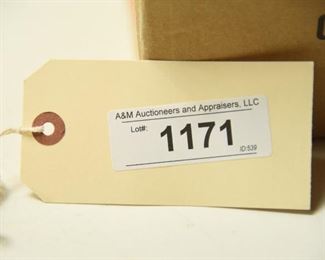 A&M Auctioneers and Appraisers, LLC
Lot#:
1171
ID:539